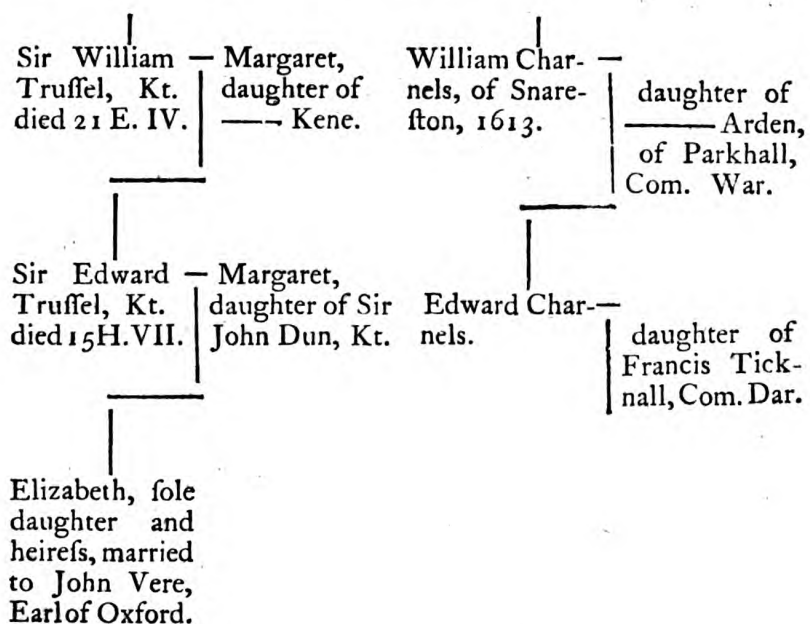 Sir William
Truſſel, Kt.
died 21 E. IV.
— Margaret,
daughter of
—— Kene.
William Char-
nels, of Snare-
ſton, 1613.
—
daughter of
—— Arden,
of Parkhall,
Com. War.
Sir Edward
Truſſel, Kt.
died 15 H. VII.
— Margaret,
daughter of Sir
John Dun, Kt.
Edward Char-
nels.
—
daughter of
Francis Tick-
nall, Com. Dar.
Elizabeth, ſole
daughter and
heireſs, married
to John Vere,
Earl of Oxford.